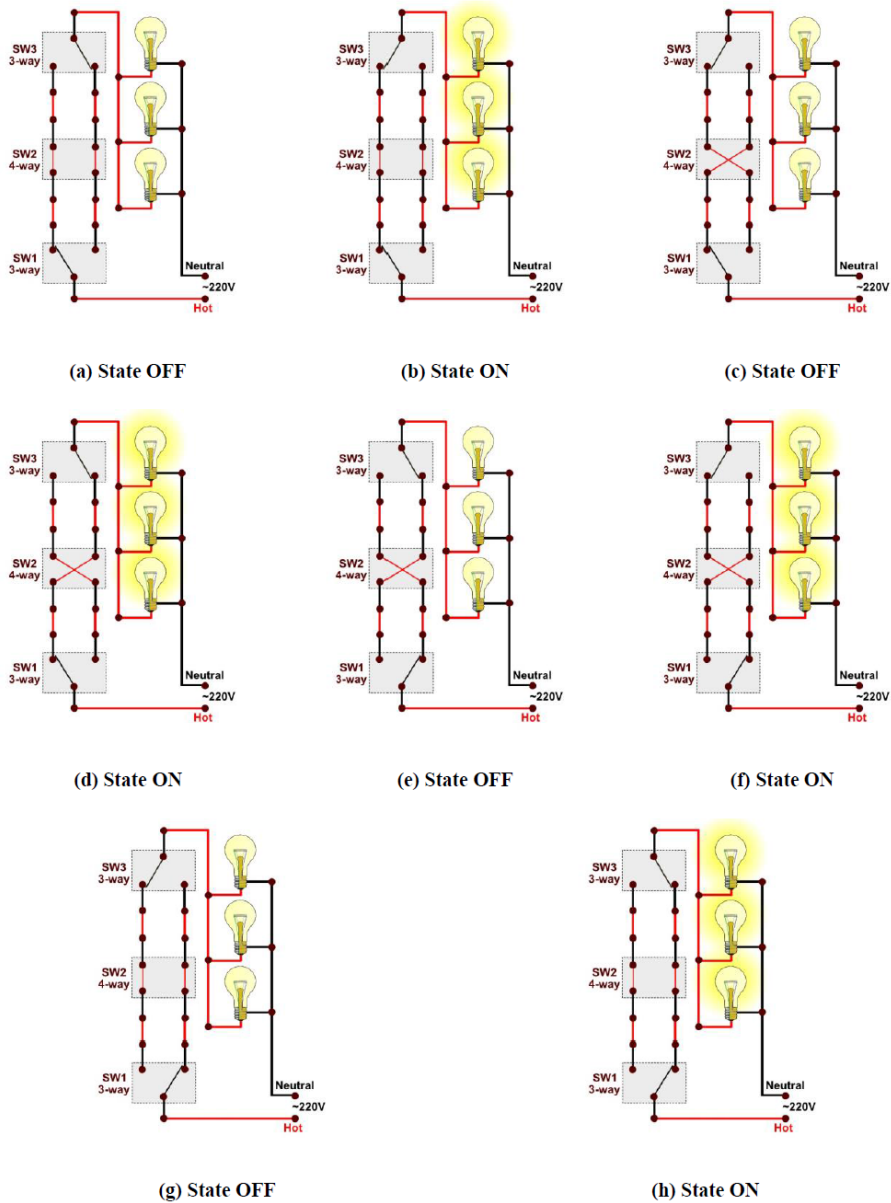 SW3
3-way
SW2
4-way
SW1
3-way
Neutral
~220V
Hot
(a) State OFF
SW3
3-way
SW2
4-way
SW1
3-way
Neutral
~220V
Hot
(b) State ON
SW3
3-way
SW2
4-way
SW1
3-way
Neutral
~220V
Hot
(c) State OFF
SW3
3-way
SW2
4-way
SW1
3-way
Neutral
~220V
Hot
(d) State ON
SW3
3-way
SW2
4-way
SW1
3-way
Neutral
~220V
Hot
(e) State OFF
SW3
3-way
SW2
4-way
SW1
3-way
Neutral
~220V
Hot
(f) State ON
SW3
3-way
SW2
4-way
SW1
3-way
Neutral
~220V
Hot
(g) State OFF
SW3
3-way
SW2
4-way
SW1
3-way
Neutral
~220V
Hot
(h) State ON